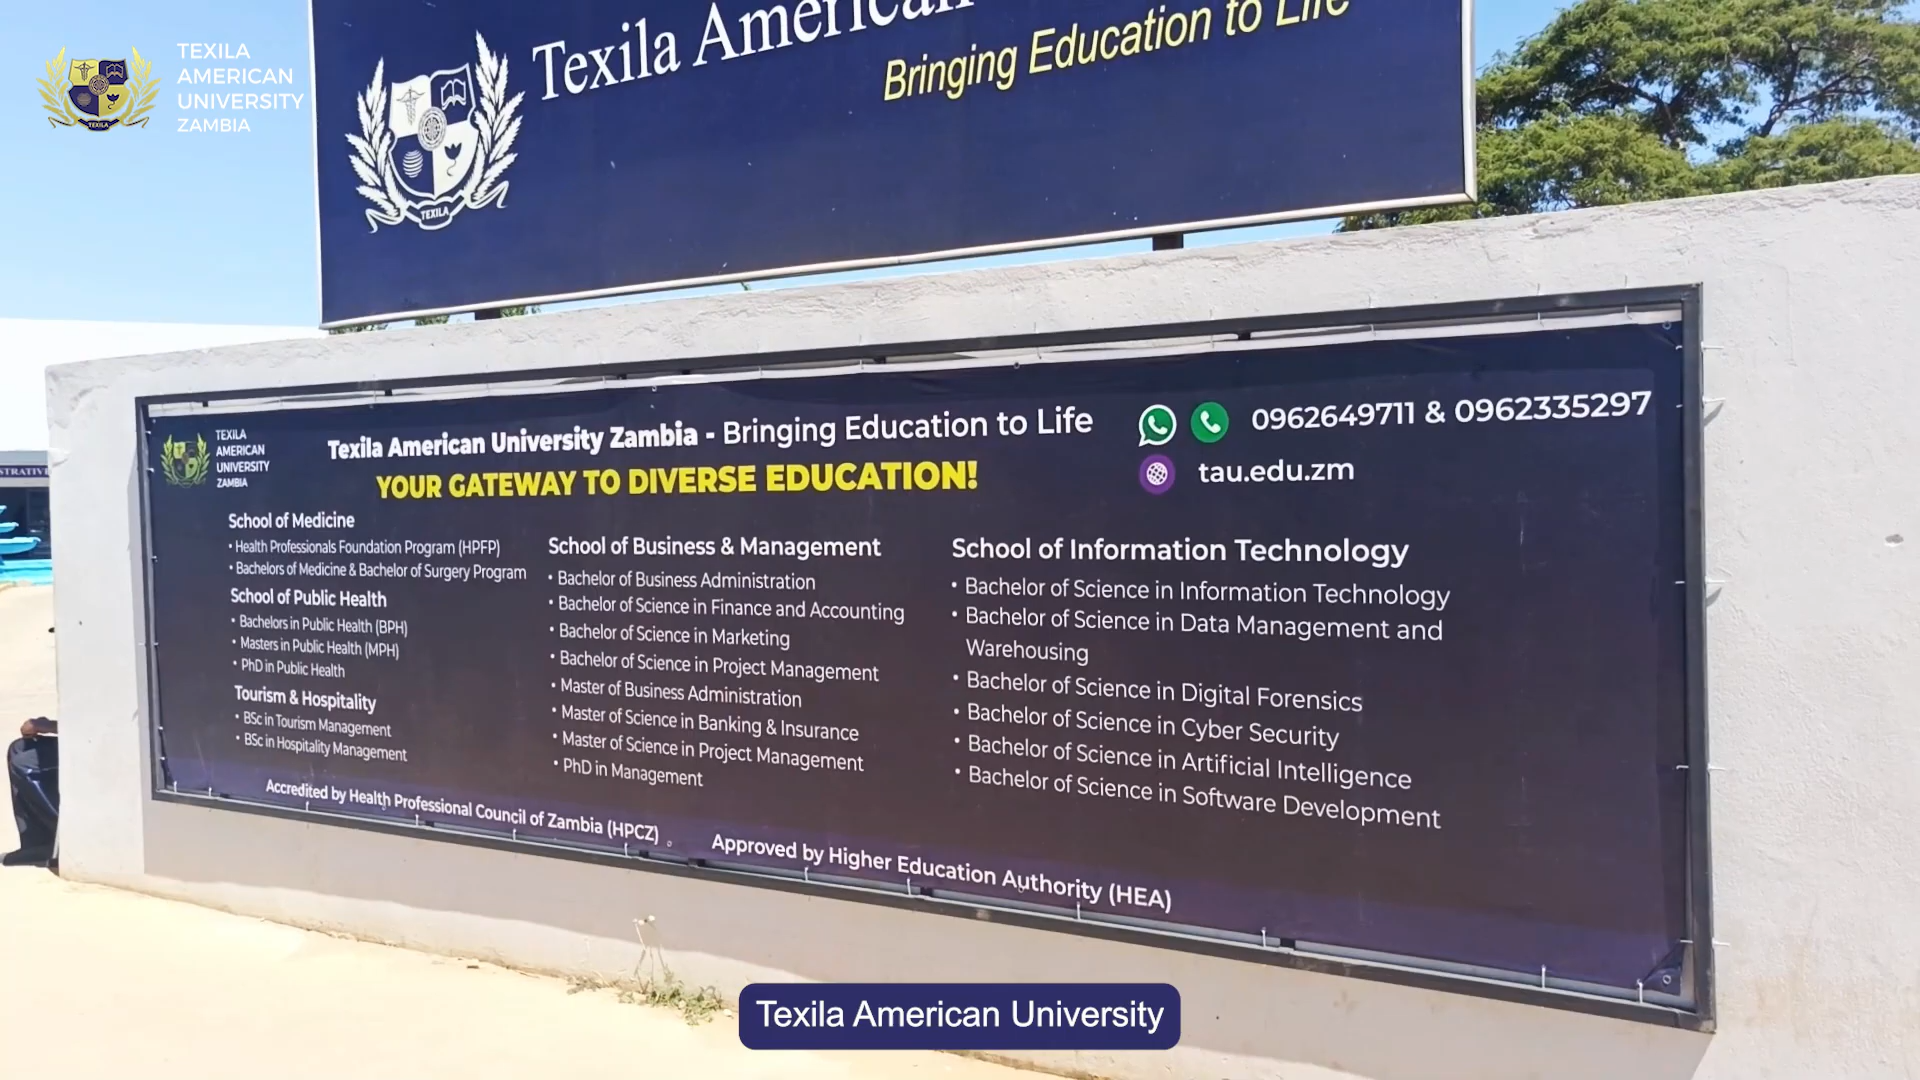 TEXILA
AMERICAN
UNIVERSITY
ZAMBIA
Texila American
Bringing Education to Life
TEXILA
TEXILA
AMERICAN
UNIVERSITY
ZAMBIA
Texila American University Zambia - Bringing Education to Life
YOUR GATEWAY TO DIVERSE EDUCATION!
0962649711 & 0962335297
tau.edu.zm
School of Medicine
• Health Professionals Foundation Program (HPFP)
• Bachelors of Medicine & Bachelor of Surgery Program
School of Public Health
• Bachelors in Public Health (BPH)
• Masters in Public Health (MPH)
• PhD in Public Health
Tourism & Hospitality
• BSc in Tourism Management
• BSc in Hospitality Management
School of Business & Management
• Bachelor of Business Administration
• Bachelor of Science in Finance and Accounting
• Bachelor of Science in Marketing
• Bachelor of Science in Project Management
• Master of Business Administration
• Master of Science in Banking & Insurance
• Master of Science in Project Management
• PhD in Management
School of Information Technology
• Bachelor of Science in Information Technology
• Bachelor of Science in Data Management and
Warehousing
• Bachelor of Science in Digital Forensics
• Bachelor of Science in Cyber Security
• Bachelor of Science in Artificial Intelligence
• Bachelor of Science in Software Development
Accredited by Health Professional Council of Zambia (HPCZ)
Approved by Higher Education Authority (HEA)
Texila American University